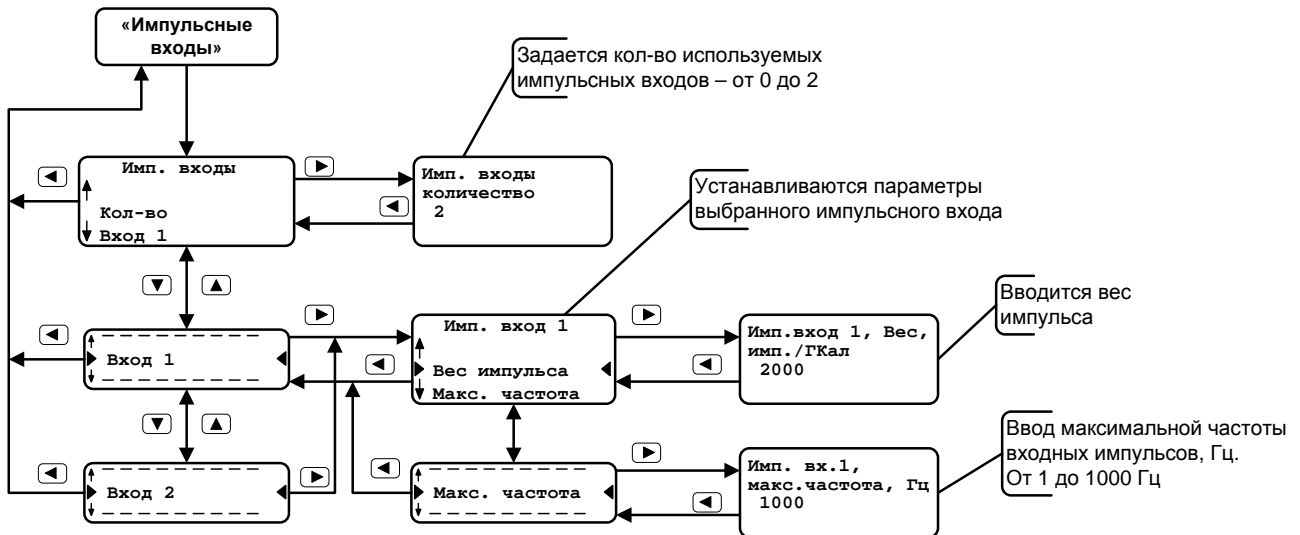 «Импульсные
входы»
Задается кол-во используемых
импульсных входов – от 0 до 2
Имп. входы
Кол-во
Вход 1
Имп. входы
количество
2
Устанавливаются параметры
выбранного импульсного входа
Вход 1
Имп. вход 1
Вес импульса
Макс. частота
Имп.вход 1, Вес,
имп./ГКал
2000
Вводится вес
импульса
Вход 2
Макс. частота
Имп. вх.1,
макс.частота, Гц
1000
Ввод максимальной частоты
входных импульсов, Гц.
От 1 до 1000 Гц